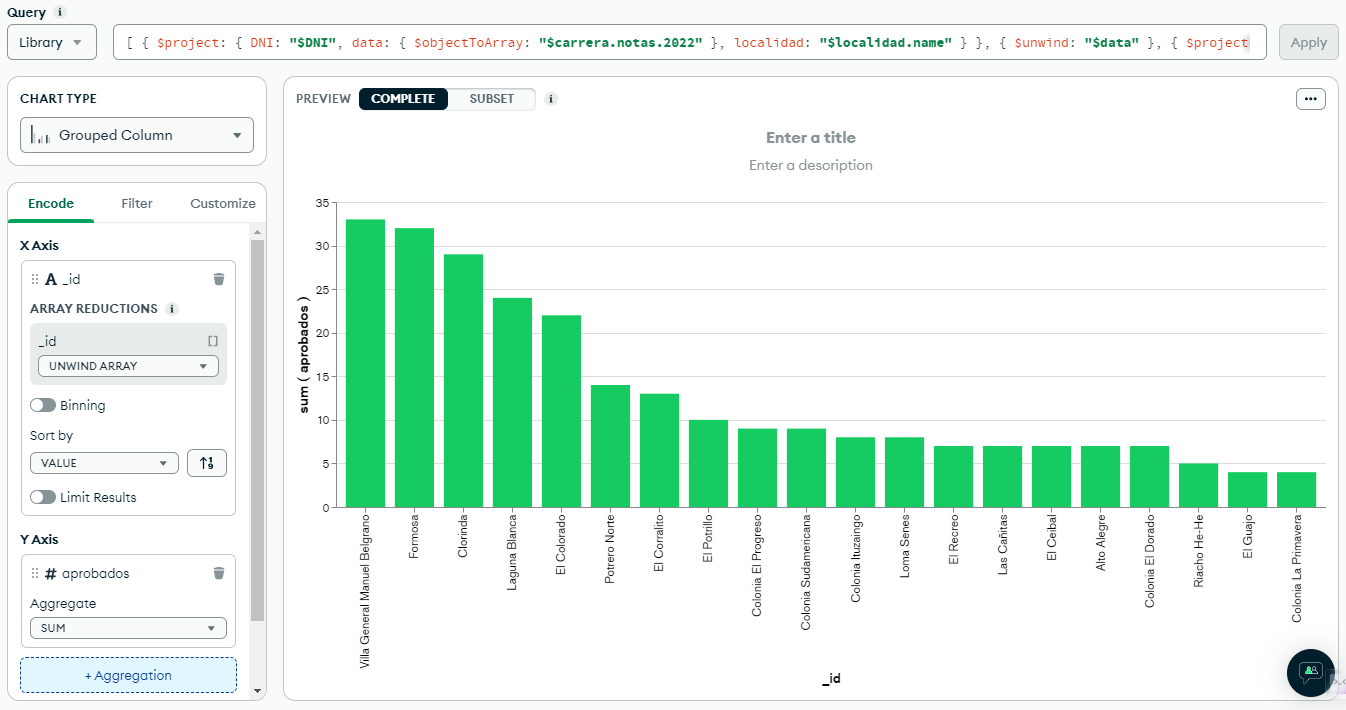 Query i
Library
[ { $project: { DNI: "$DNI", data: { $objectToArray: "$carrera.notas.2022" }, localidad: "$localidad.name" } }, { $unwind: "$data" }, { $project
Apply
CHART TYPE
Grouped Column
Encode Filter Customize
X Axis
A _id
ARRAY REDUCTIONS i
_id []
UNWIND ARRAY
Binning
Sort by
VALUE
Limit Results
Y Axis
# aprobados
Aggregate
SUM
+ Aggregation
PREVIEW COMPLETE SUBSET i
Enter a title
Enter a description
sum ( aprobados )
35
30
25
20
15
10
5
0
Villa General Manuel Belgrano
Formosa
Clorinda
Laguna Blanca
El Colorado
Potrero Norte
El Corralito
El Potrillo
Colonia El Progreso
Colonia Sudamericana
Colonia Ituzaingo
Loma Senes
El Recreo
Las Cañitas
El Ceibal
Alto Alegre
Colonia El Dorado
Riacho He-He
El Guajo
Colonia La Primavera
_id